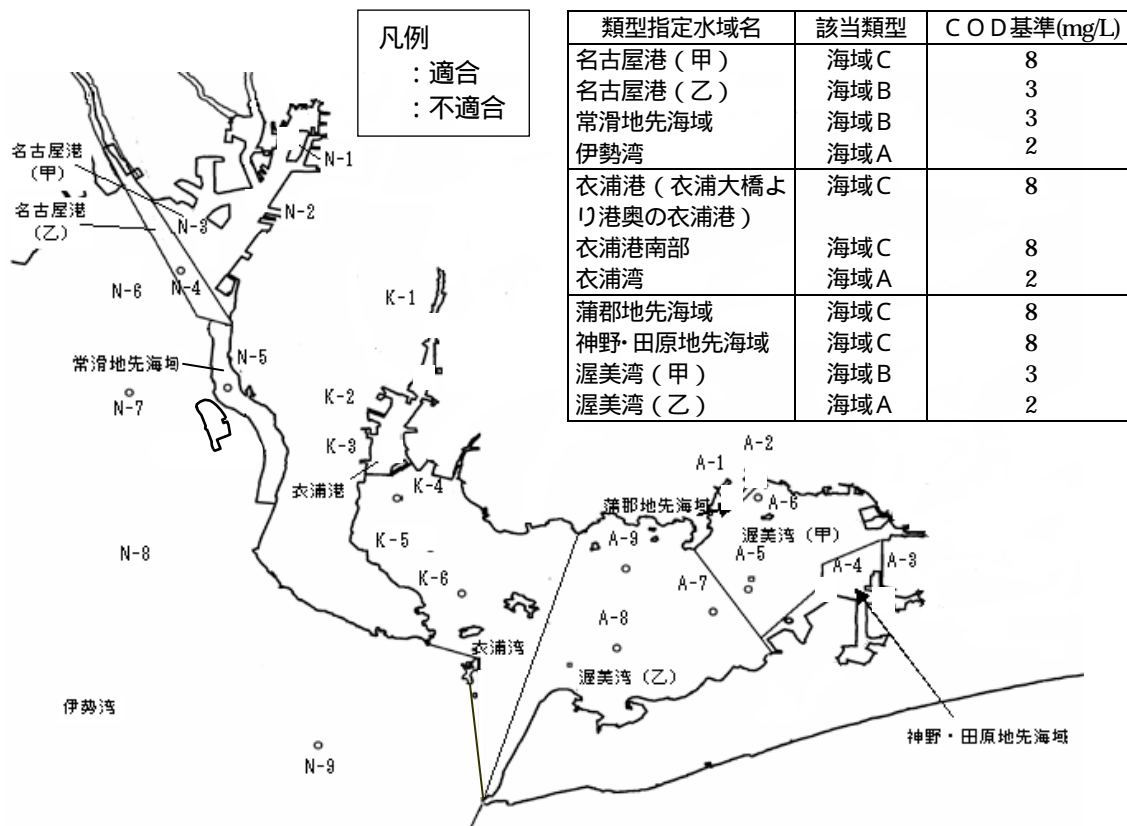 凡例
：適合
：不適合
類型指定水域名 該当類型 ＣＯＤ基準(mg/L)
名古屋港（甲） 海域Ｃ 8
名古屋港（乙） 海域Ｂ 3
常滑地先海域 海域Ｂ 3
伊勢湾 海域Ａ 2
衣浦港（衣浦大橋よ 海域Ｃ 8
り港奥の衣浦港）
衣浦港南部 海域Ｃ 8
衣浦湾 海域Ａ 2
蒲郡地先海域 海域Ｃ 8
神野・田原地先海域 海域Ｃ 8
渥美湾（甲） 海域Ｂ 3
渥美湾（乙） 海域Ａ 2
名古屋港
（甲）
N-1
名古屋港
（乙）
N-2
N-3
N-6
N-4
K-1
常滑地先海域
N-5
N-7
K-2
K-3
衣浦港
K-4
A-2
A-1
蒲郡地先海域
A-6
渥美湾（甲）
N-8
K-5
A-9
A-5
A-3
A-4
K-6
A-7
A-8
衣浦湾
渥美湾（乙）
伊勢湾
神野・田原地先海域
N-9